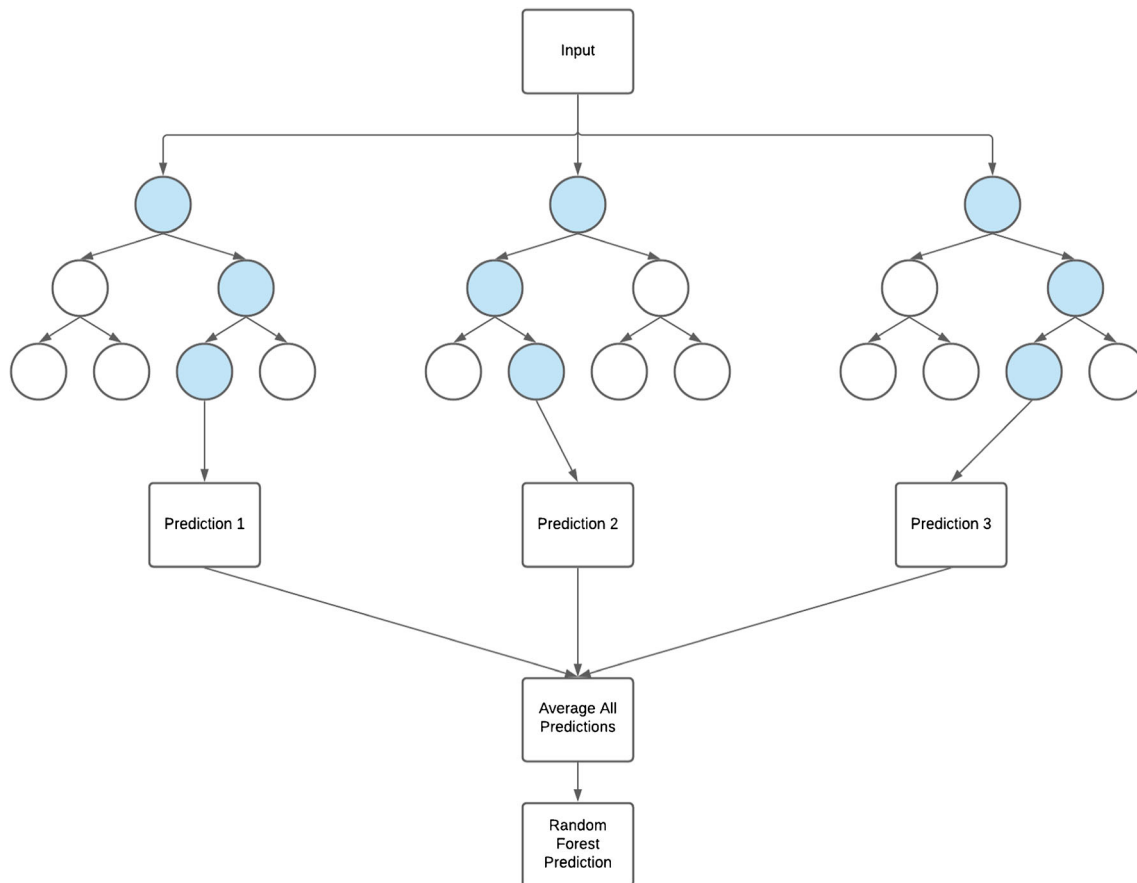 Input
Prediction 1
Prediction 2
Prediction 3
Average All
Predictions
Random
Forest
Prediction